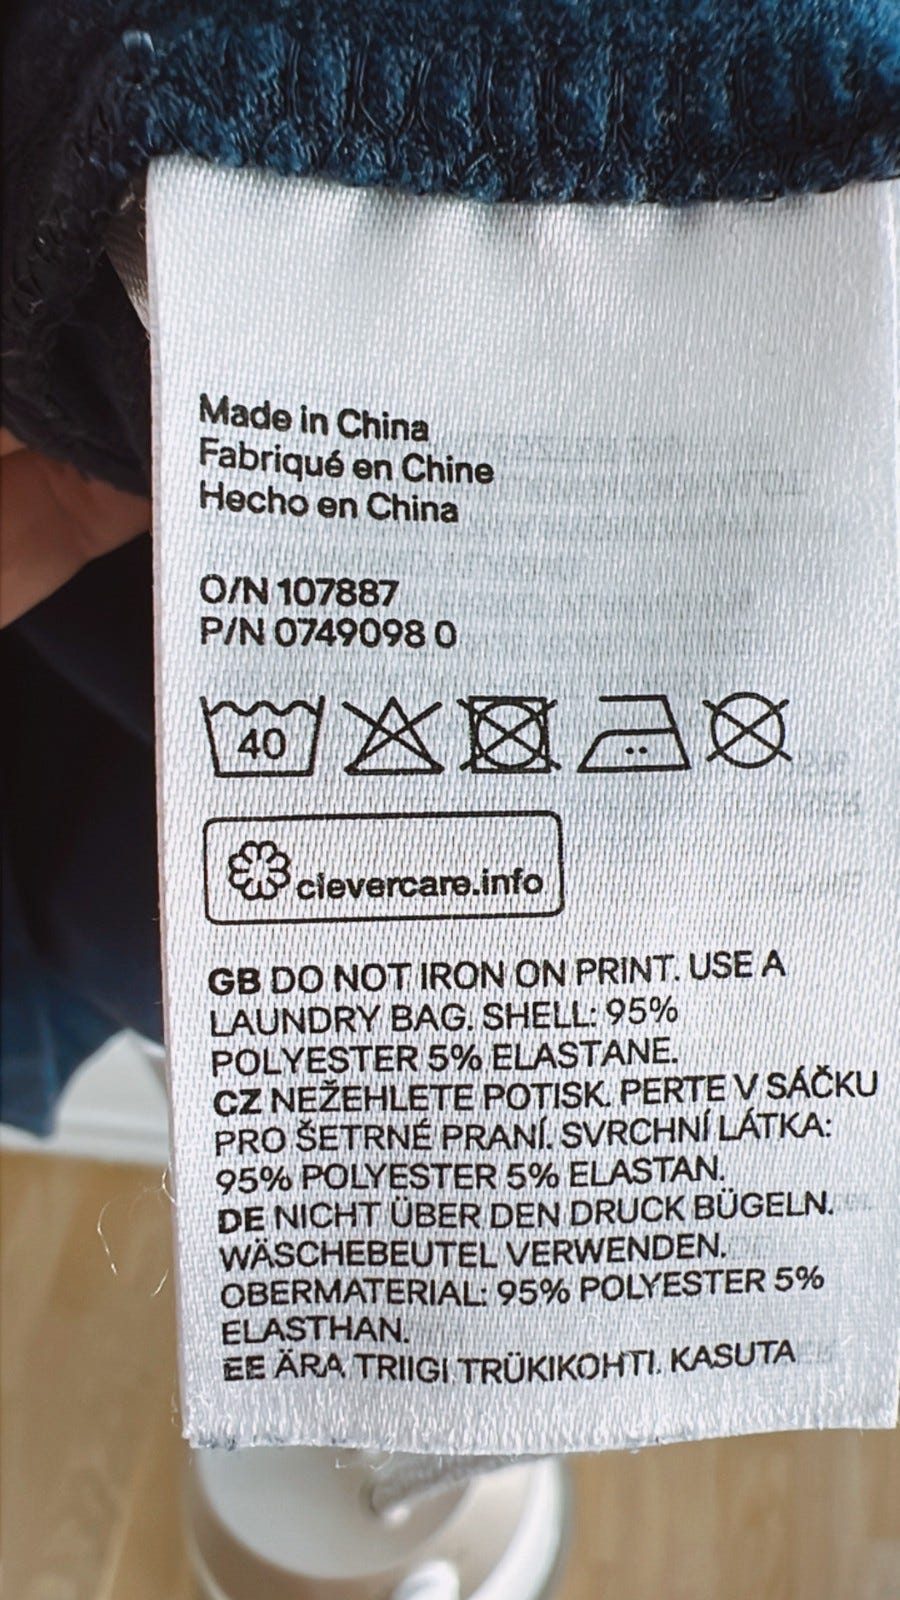 Made in China
Fabriqué en Chine
Hecho en China
O/N 107887
P/N 0749098 0
40
clevercare.info
GB DO NOT IRON ON PRINT. USE A
LAUNDRY BAG. SHELL: 95%
POLYESTER 5% ELASTANE.
CZ NEŽEHLETE POTISK. PERTE V SÁČKU
PRO ŠETRNÉ PRANÍ. SVRCHNÍ LÁTKA:
95% POLYESTER 5% ELASTAN.
DE NICHT ÜBER DEN DRUCK BÜGELN.
WÄSCHEBEUTEL VERWENDEN.
OBERMATERIAL: 95% POLYESTER 5%
ELASTHAN.
EE ÄRA TRIIGI TRÜKIKOHTI. KASUTA